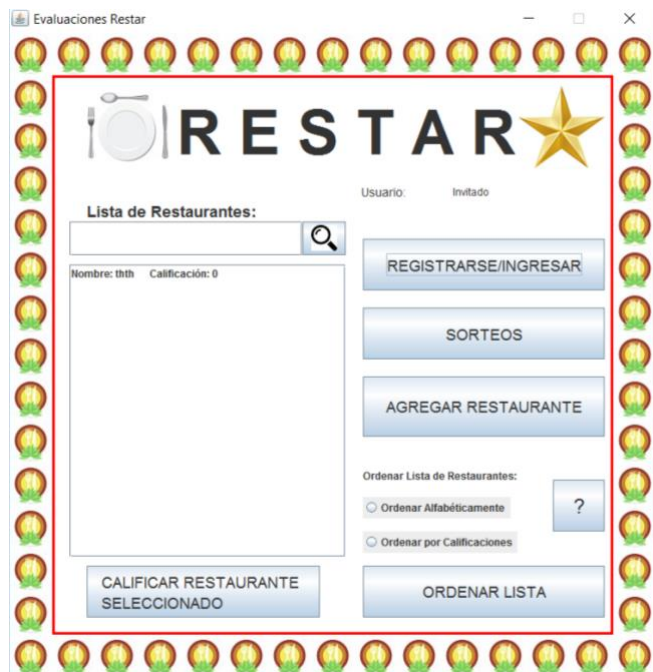 Evaluaciones Restar
RESTAR
Usuario: Invitado
Lista de Restaurantes:
Nombre: thth Calificación: 0
REGISTRARSE/INGRESAR
SORTEOS
AGREGAR RESTAURANTE
Ordenar Lista de Restaurantes:
Ordenar Alfabéticamente
?
Ordenar por Calificaciones
CALIFICAR RESTAURANTE
SELECCIONADO
ORDENAR LISTA